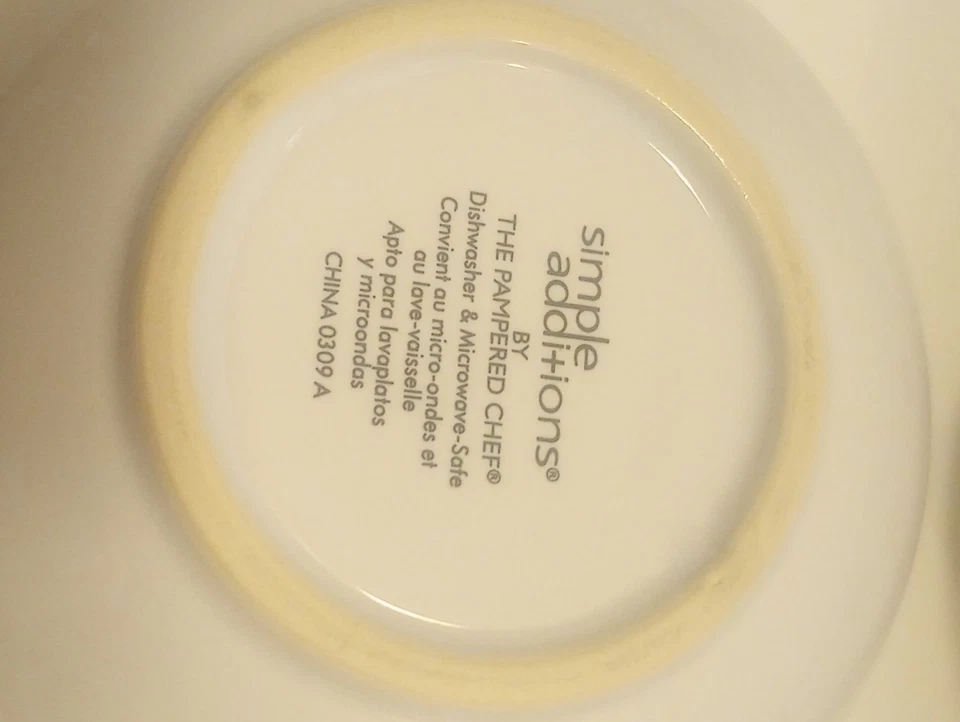 simple
additions®
BY
THE PAMPERED CHEF®
Dishwasher & Microwave-Safe
Convient au micro-ondes et
au lave-vaisselle
Apto para lavaplatos
y microondas
CHINA 0309 A